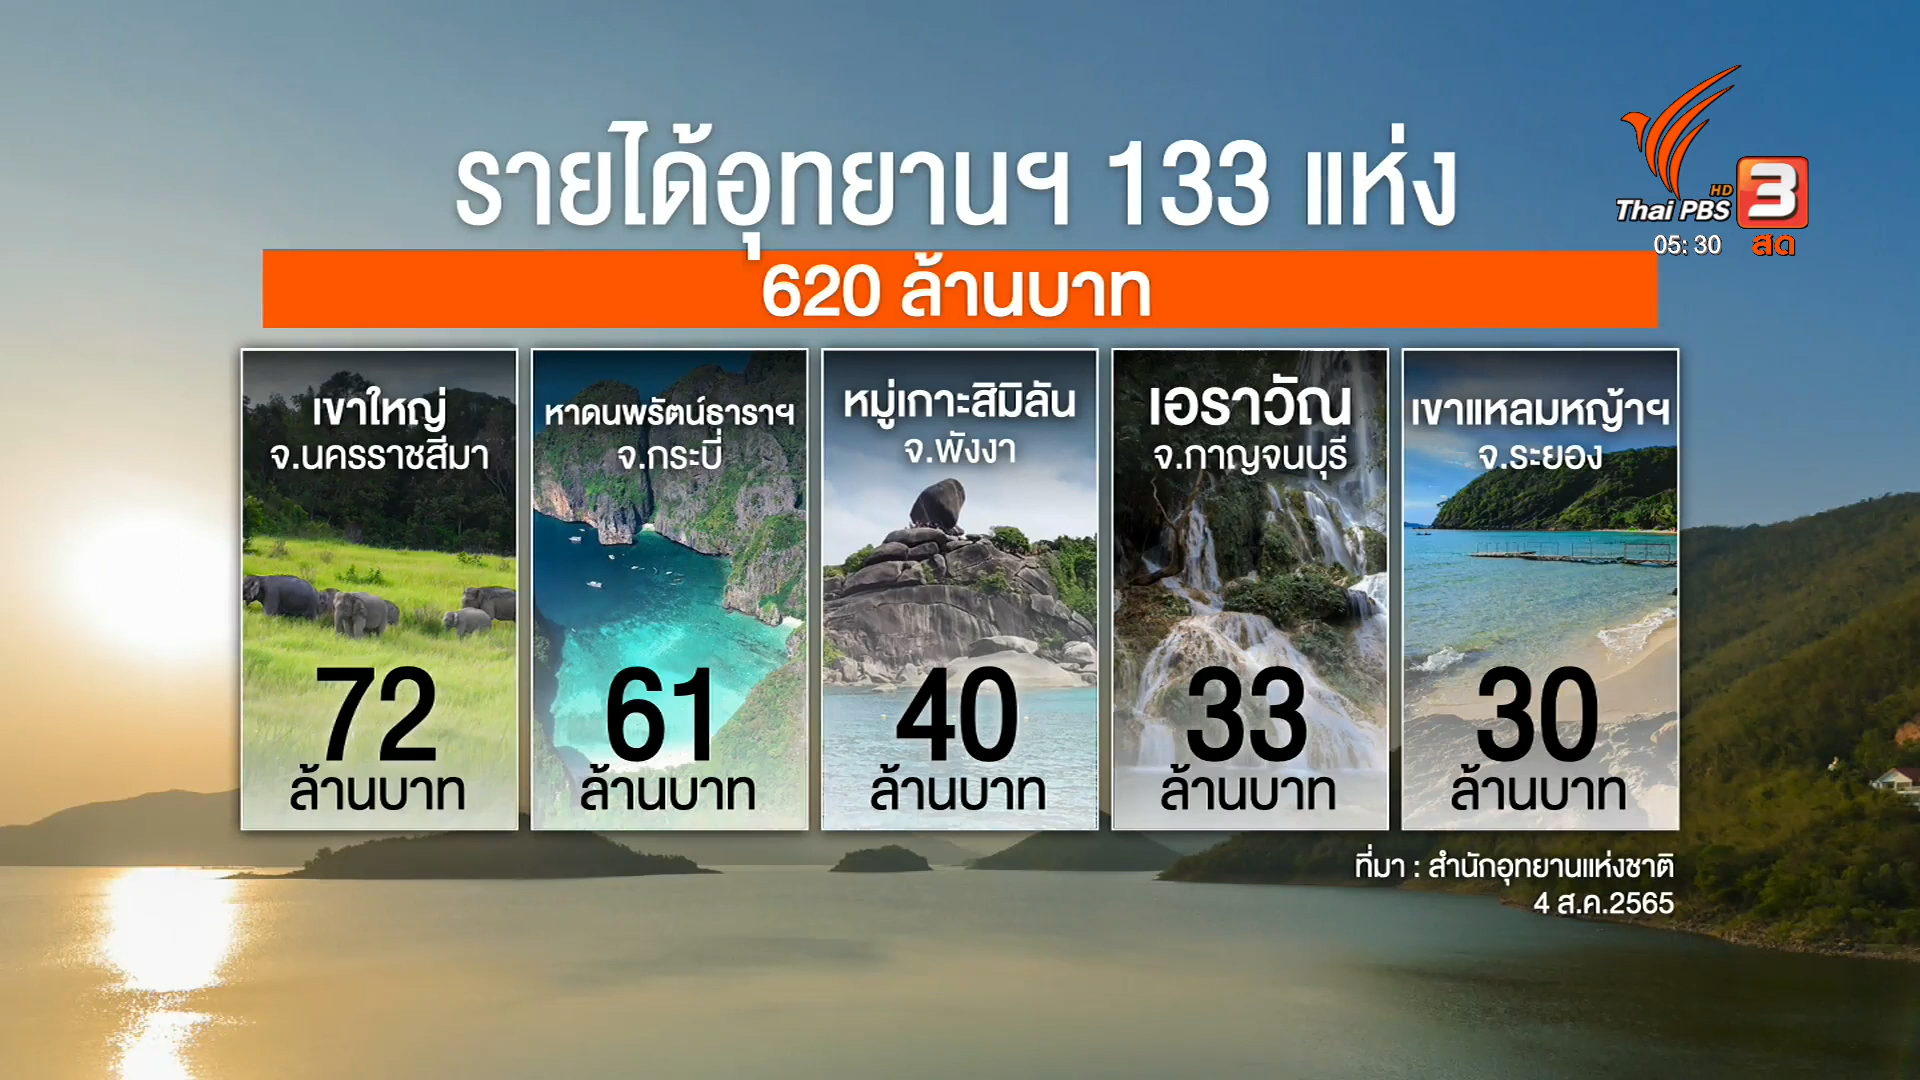 รายได้อุทยานฯ 133 แห่ง
620 ล้านบาท
HD
Thai PBS 3
05: 30 สด
เขาใหญ่
จ.นครราชสีมา
72
ล้านบาท
หาดนพรัตน์ธาราฯ
จ.กระบี่
61
ล้านบาท
หมู่เกาะสิมิลัน
จ.พังงา
40
ล้านบาท
เอราวัณ
จ.กาญจนบุรี
33
ล้านบาท
เขาแหลมหญ้าฯ
จ.ระยอง
30
ล้านบาท
ที่มา : สำนักอุทยานแห่งชาติ
4 ส.ค.2565